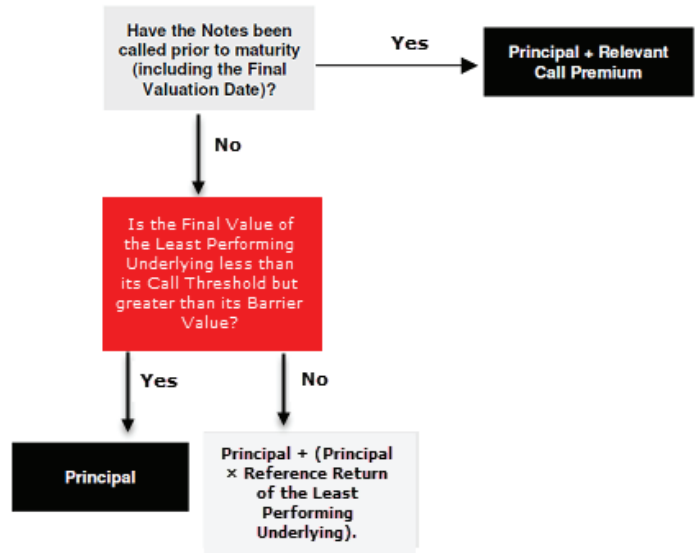 Have the Notes been
called prior to maturity
(including the Final
Valuation Date)?
Yes
Principal + Relevant
Call Premium
No
Is the Final Value of
the Least Performing
Underlying less than
its Call Threshold but
greater than its Barrier
Value?
Yes
No
Principal
Principal + (Principal
× Reference Return
of the Least
Performing
Underlying).